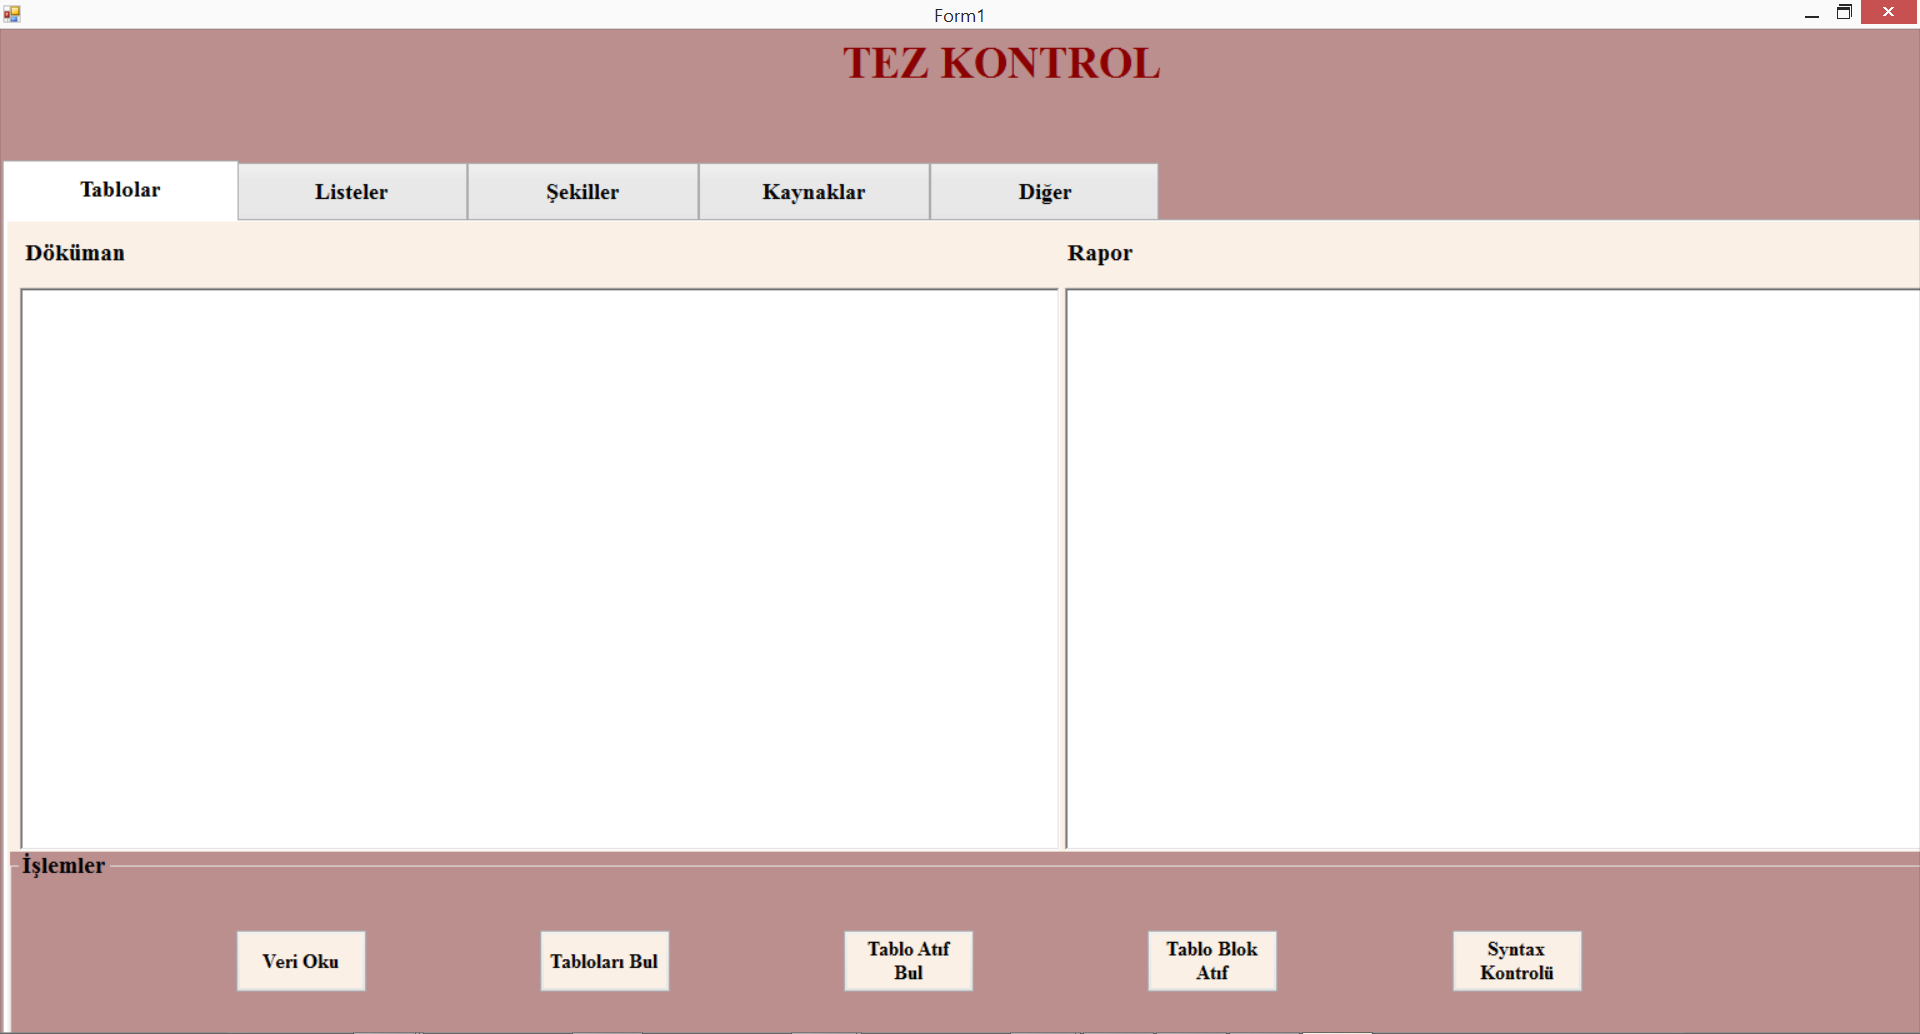 Form1
TEZ KONTROL
Tablolar
Listeler
Şekiller
Kaynaklar
Diğer
Döküman
Rapor
İşlemler
Veri Oku
Tabloları Bul
Tablo Atıf
Bul
Tablo Blok
Atıf
Syntax
Kontrolü